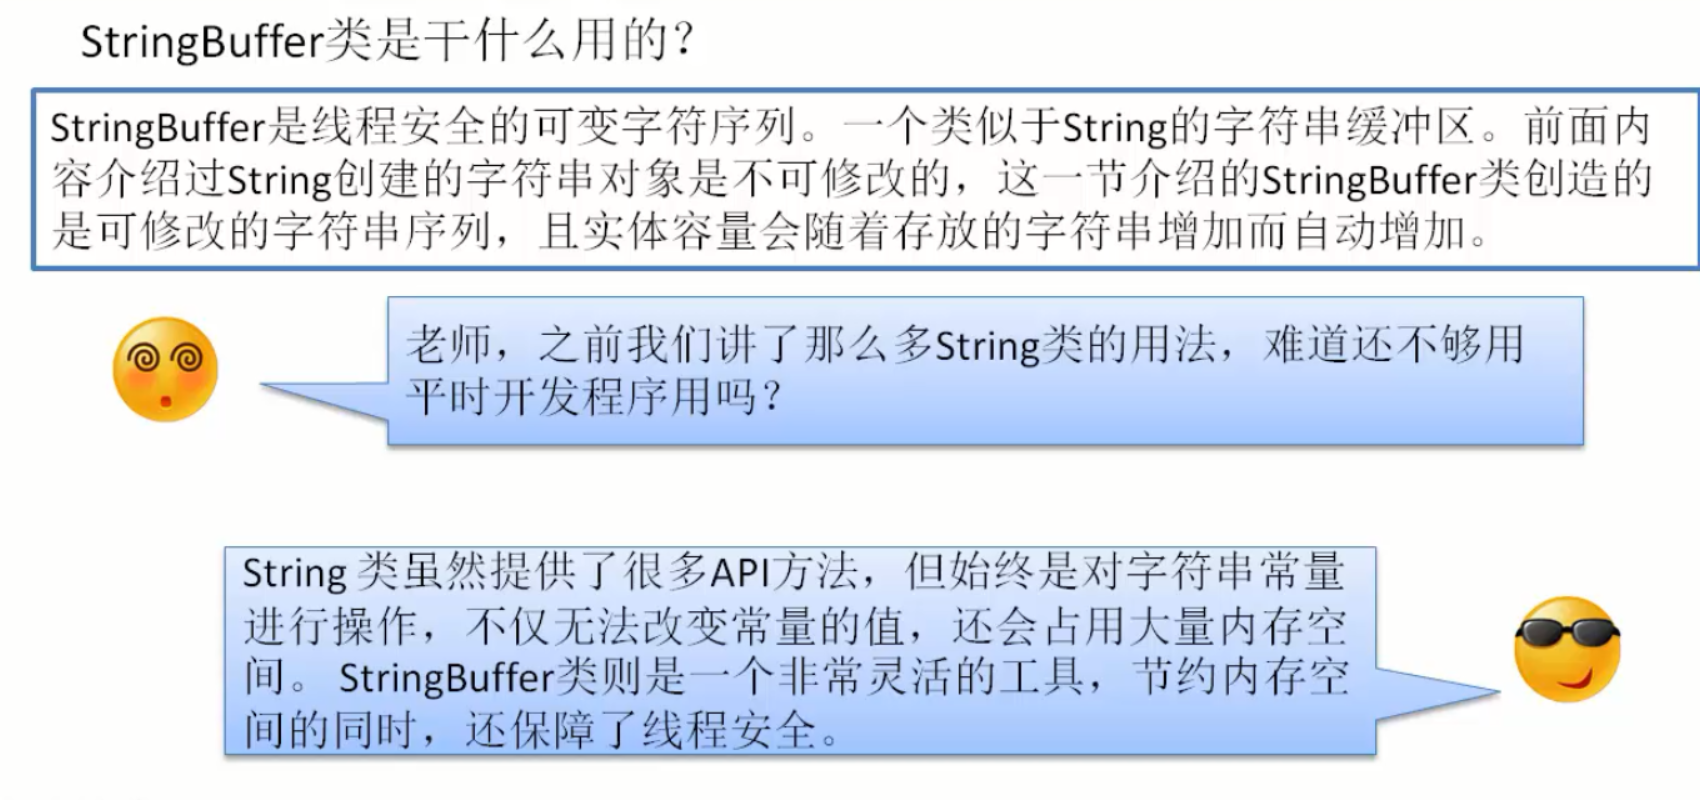 StringBuffer类是干什么用的？
StringBuffer是线程安全的可变字符序列。一个类似于String的字符串缓冲区。前面内
容介绍过String创建的字符串对象是不可修改的，这一节介绍的StringBuffer类创造的
是可修改的字符串序列，且实体容量会随着存放的字符串增加而自动增加。
老师，之前我们讲了那么多String类的用法，难道还不够用
平时开发程序用吗？
String 类虽然提供了很多API方法，但始终是对字符串常量
进行操作，不仅无法改变常量的值，还会占用大量内存空
间。 StringBuffer类则是一个非常灵活的工具，节约内存空
间的同时，还保障了线程安全。